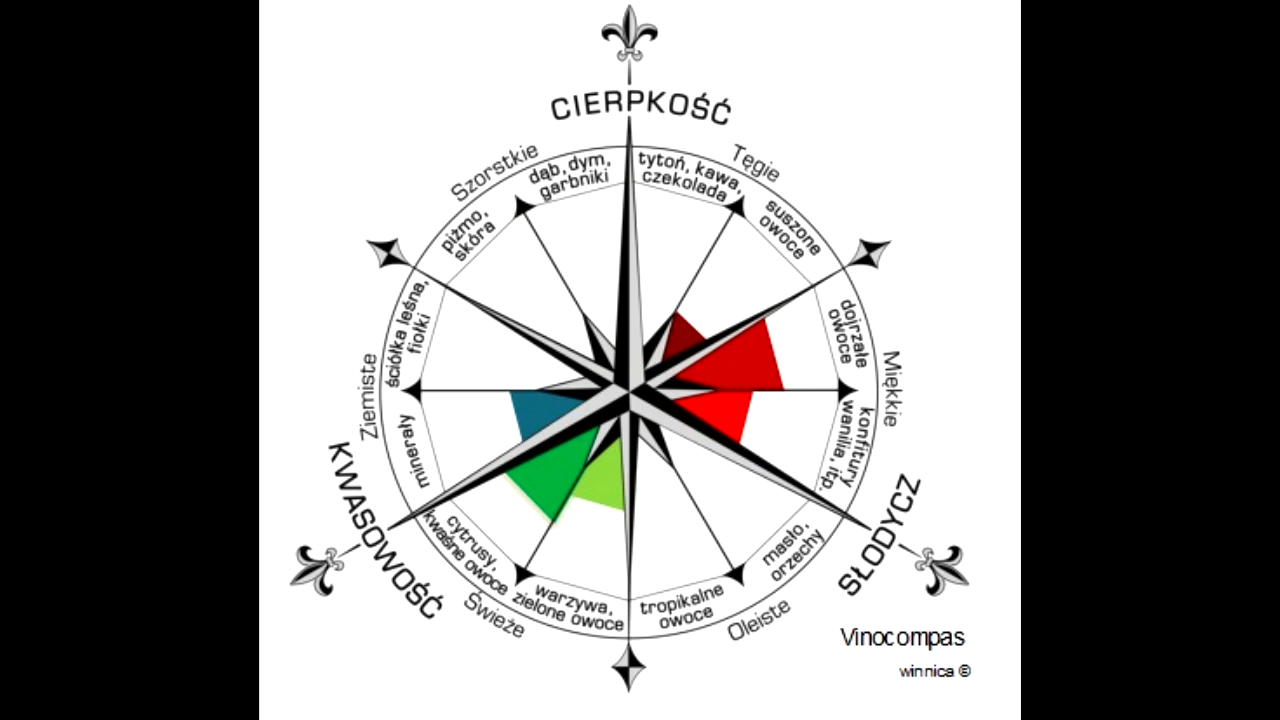 CIERPKOŚĆ
Szorstkie
Tęgie
dąb, dym,
garbniki
tytoń, kawa,
czekolada
piżmo,
skóra
suszone
owoce
ściółka leśna,
fiołki
dojrzałe
owoce
Ziemiste
Miękkie
minerały
konfitury
wanilia, itp.
KWASOWOŚĆ
SŁODYCZ
cytrusy,
kwaśne owoce
masło,
orzechy
warzywa,
zielone owoce
tropikalne
owoce
Świeże
Oleiste
Vinocompas
winnica ©